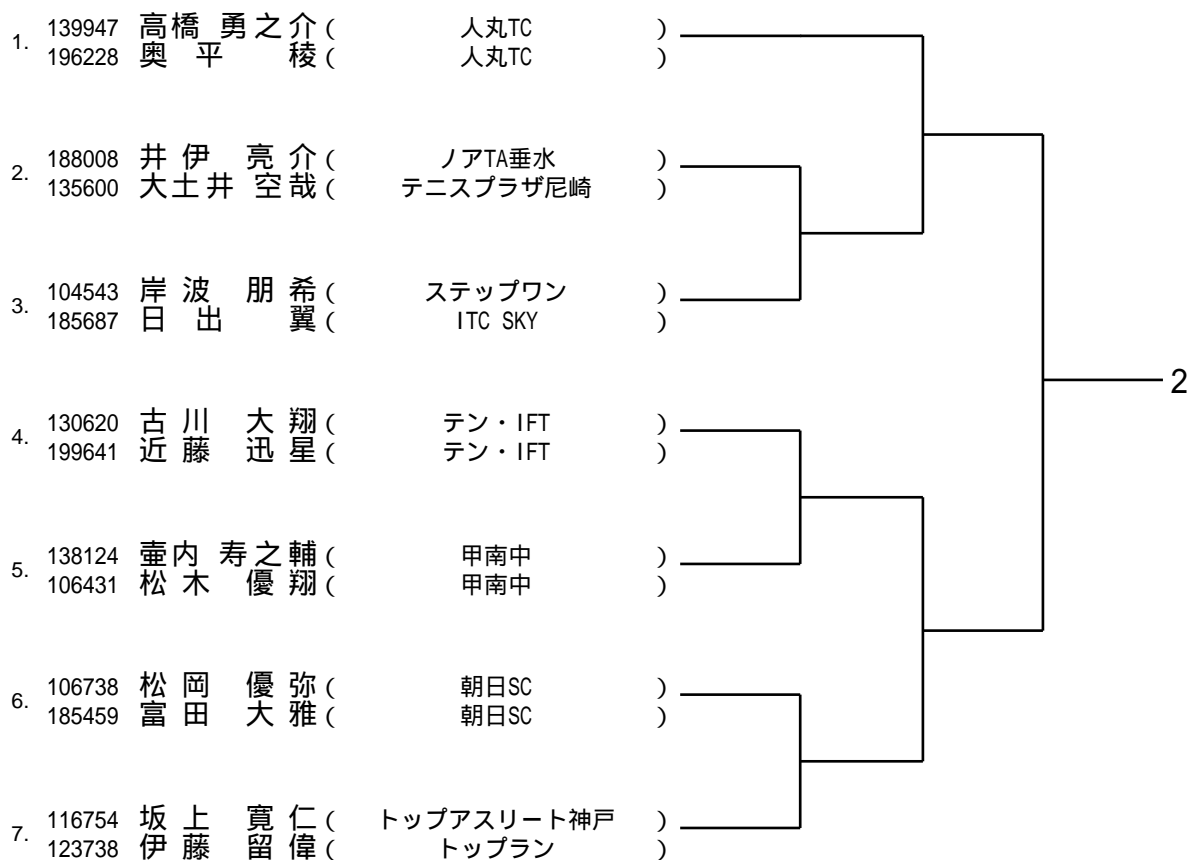 1. 139947 高橋 勇之介 ( 人丸TC )
196228 奥平 稜 ( 人丸TC )
2. 188008 井伊 亮介 ( ノアTA垂水 )
135600 大土井 空哉 ( テニスプラザ尼崎 )
3. 104543 岸波 朋希 ( ステップワン )
185687 日出 翼 ( ITC SKY )
2
4. 130620 古川 大翔 ( テン・IFT )
199641 近藤 迅星 ( テン・IFT )
5. 138124 壷内 寿之輔 ( 甲南中 )
106431 松木 優翔 ( 甲南中 )
6. 106738 松岡 優弥 ( 朝日SC )
185459 富田 大雅 ( 朝日SC )
7. 116754 坂上 寛仁 ( トップアスリート神戸 )
123738 伊藤 留偉 ( トップラン )